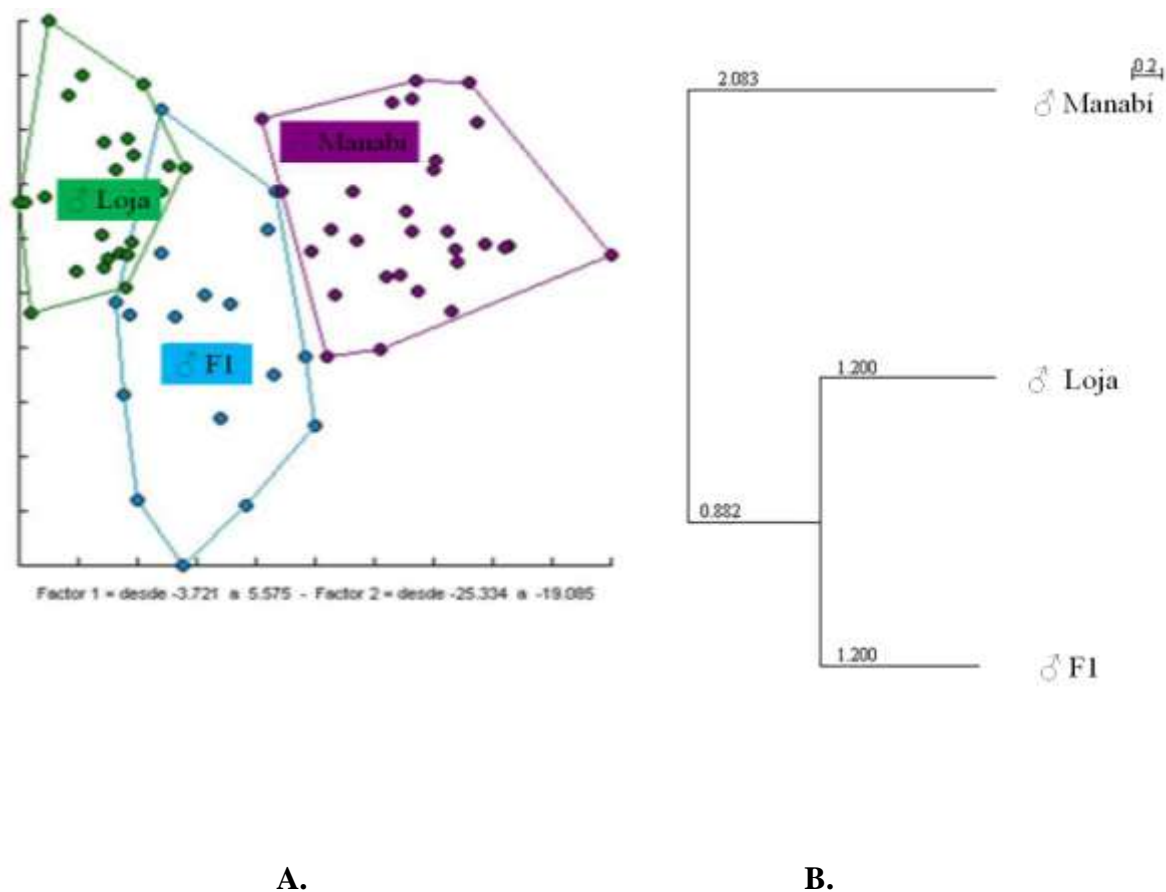 ♂ Loja
♂ Manabí
♂ F1
Factor 1 = desde -3.721 a 5.575 - Factor 2 = desde -25.334 a -19.085
0.2
2.083
♂ Manabí
1.200
♂ Loja
0.882
1.200
♂ F1
A.
B.